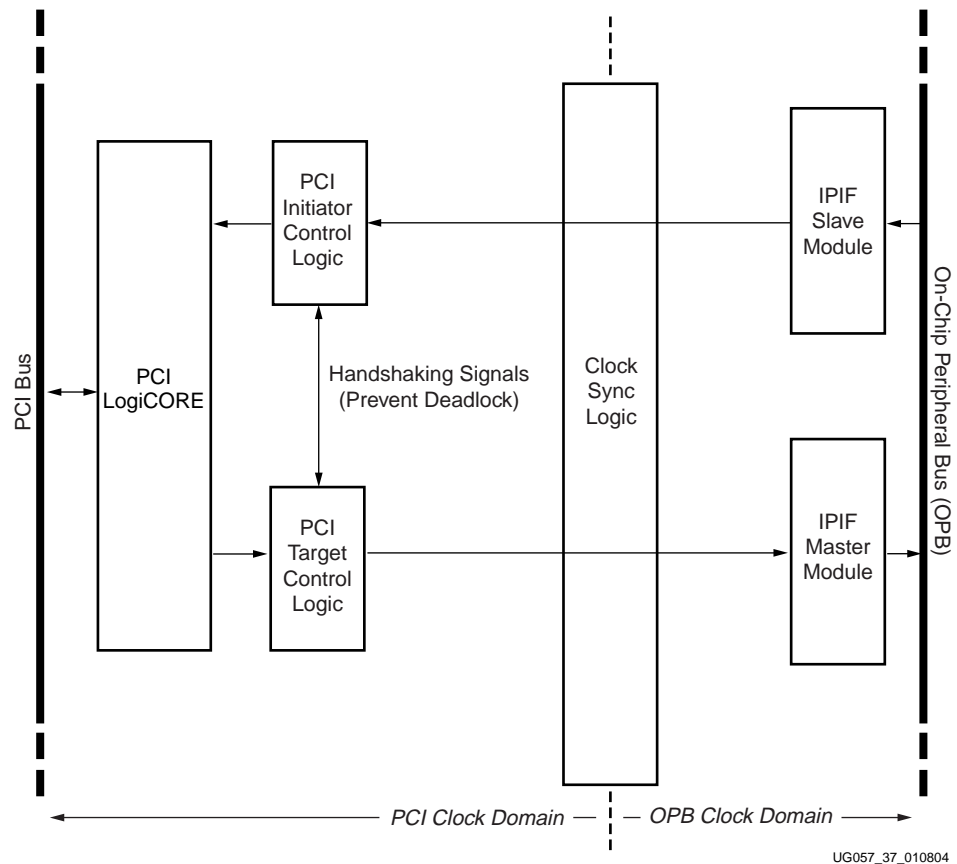 PCI
Initiator
Control
Logic
IPIF
Slave
Module
PCI Bus
PCI
LogiCORE
Handshaking Signals
(Prevent Deadlock)
Clock
Sync
Logic
On-Chip Peripheral Bus (OPB)
PCI
Target
Control
Logic
IPIF
Master
Module
PCI Clock Domain
OPB Clock Domain
UG057_37_010804